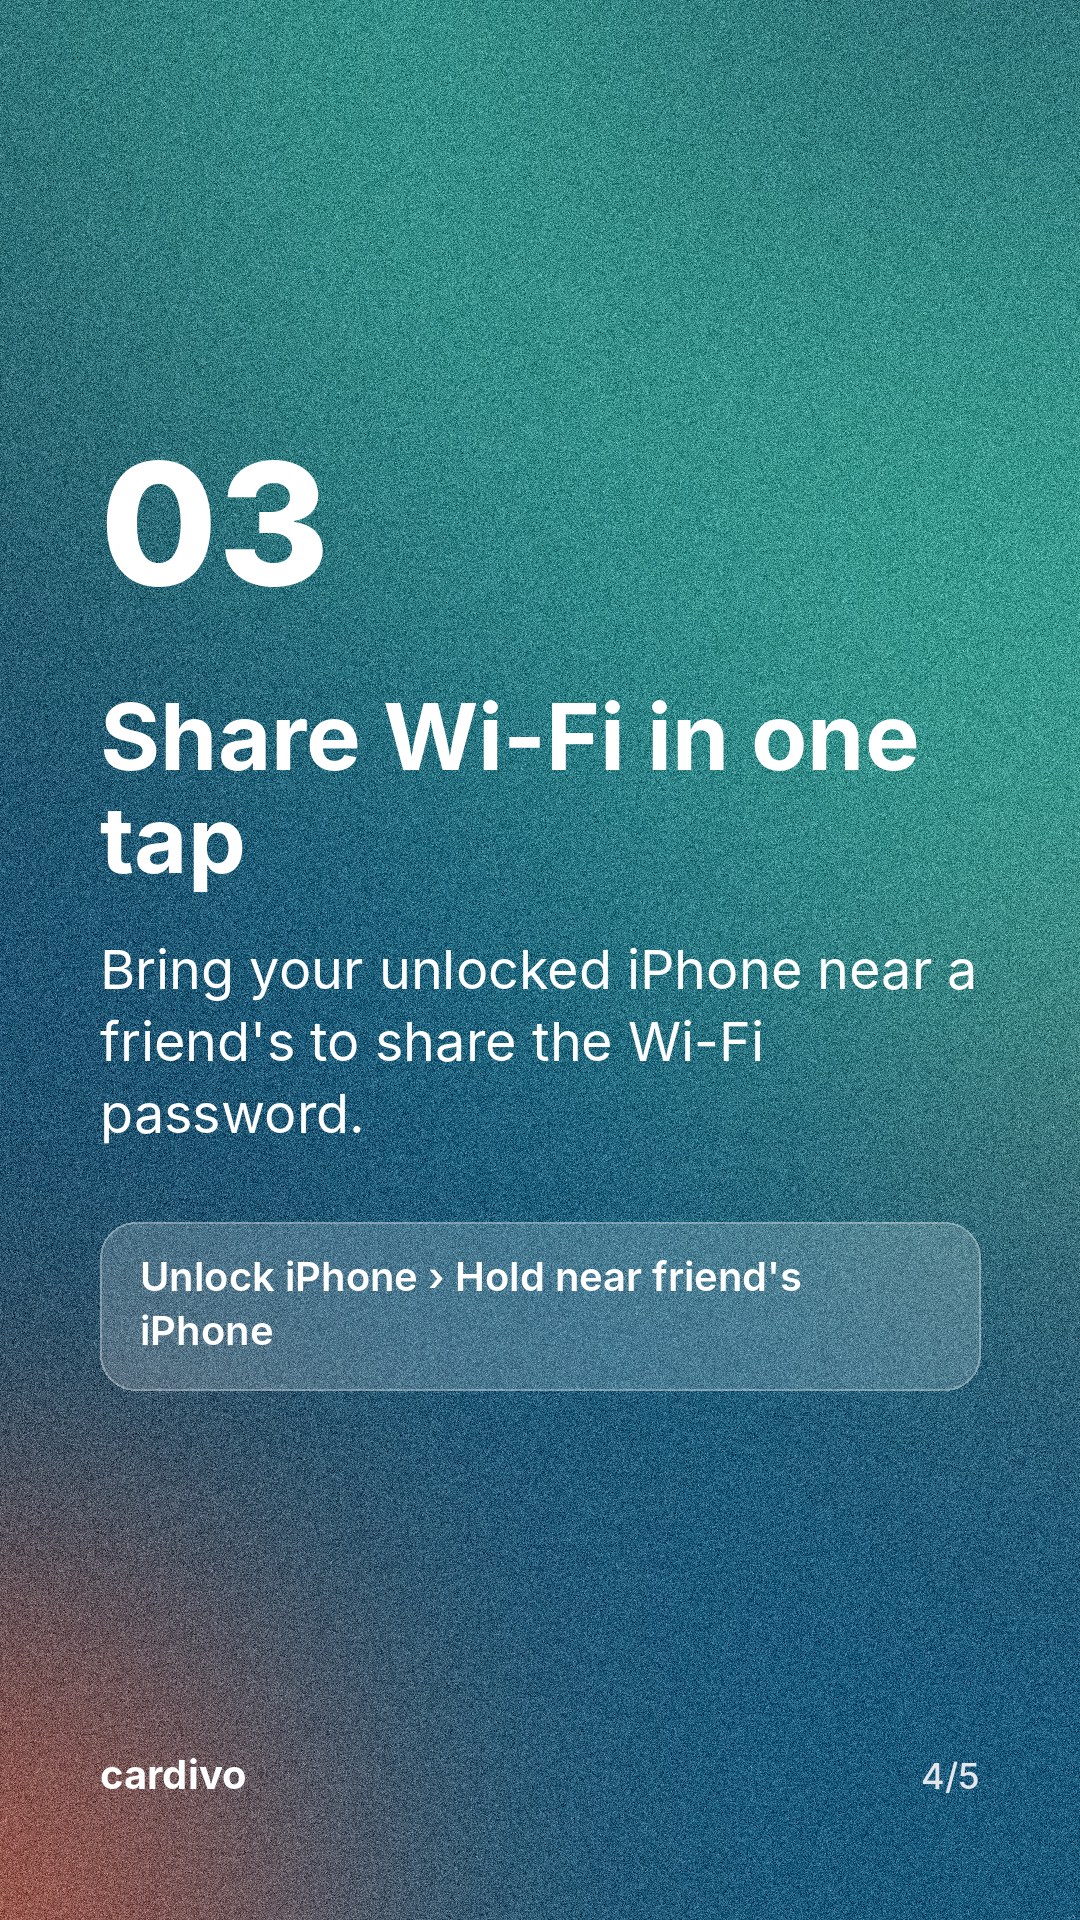 03
Share Wi-Fi in one
tap
Bring your unlocked iPhone near a
friend's to share the Wi-Fi
password.
Unlock iPhone › Hold near friend's
iPhone
cardivo
4/5